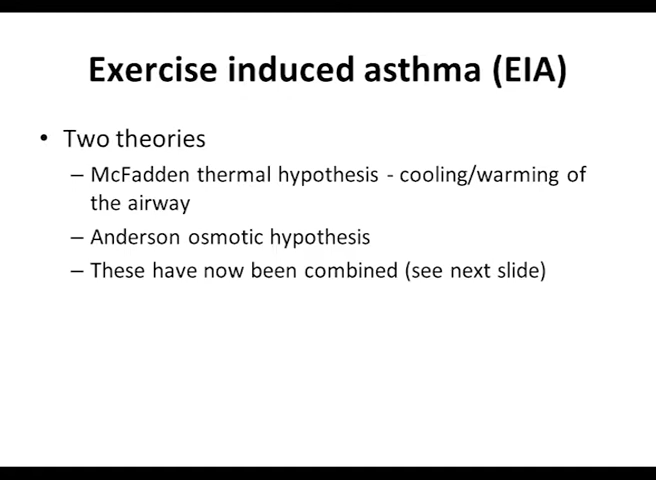 Exercise induced asthma (EIA)
• Two theories
– McFadden thermal hypothesis - cooling/warming of
the airway
– Anderson osmotic hypothesis
– These have now been combined (see next slide)